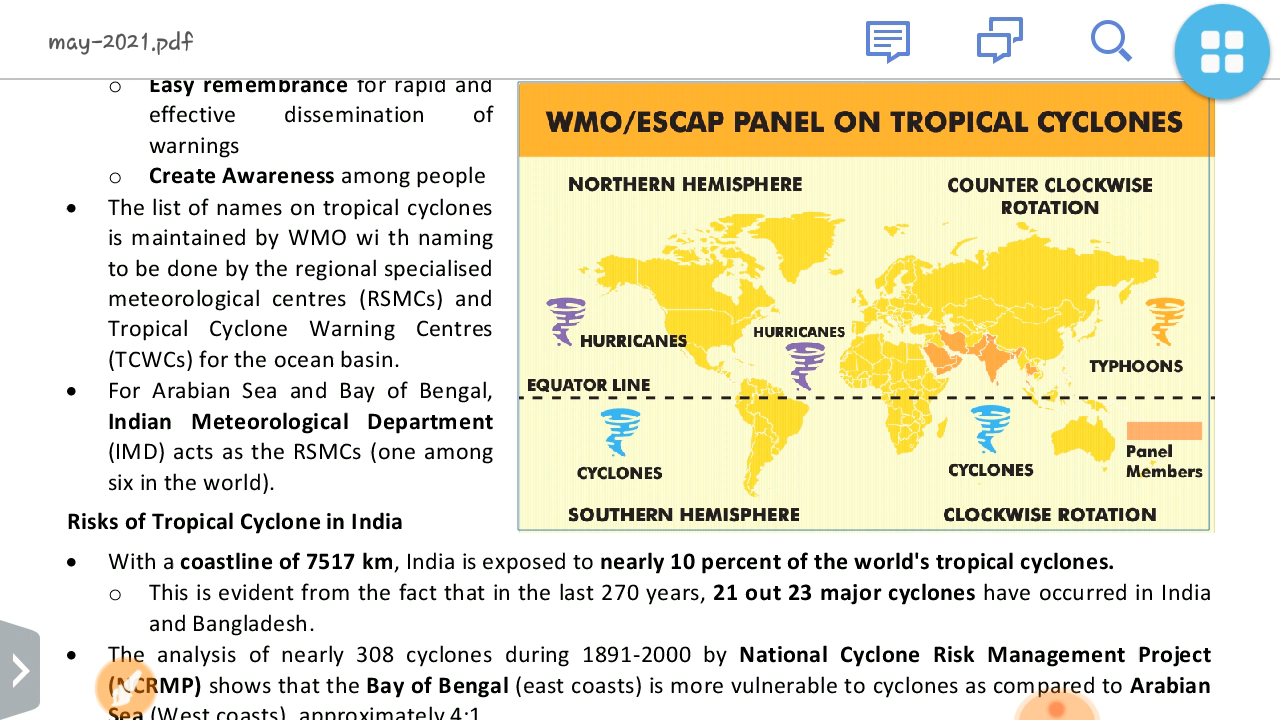 may-2021.pdf
o Easy remembrance for rapid and
effective dissemination of
warnings
o Create Awareness among people
• The list of names on tropical cyclones
is maintained by WMO wi th naming
to be done by the regional specialised
meteorological centres (RSMCs) and
Tropical Cyclone Warning Centres
(TCWCs) for the ocean basin.
• For Arabian Sea and Bay of Bengal,
Indian Meteorological Department
(IMD) acts as the RSMCs (one among
six in the world).
WMO/ESCAP PANEL ON TROPICAL CYCLONES
NORTHERN HEMISPHERE
COUNTER CLOCKWISE
ROTATION
HURRICANES
HURRICANES
TYPHOONS
EQUATOR LINE
CYCLONES
CYCLONES
Panel
Members
SOUTHERN HEMISPHERE
CLOCKWISE ROTATION
Risks of Tropical Cyclone in India
• With a coastline of 7517 km, India is exposed to nearly 10 percent of the world's tropical cyclones.
o This is evident from the fact that in the last 270 years, 21 out 23 major cyclones have occurred in India
and Bangladesh.
• The analysis of nearly 308 cyclones during 1891-2000 by National Cyclone Risk Management Project
(NCRMP) shows that the Bay of Bengal (east coasts) is more vulnerable to cyclones as compared to Arabian
Sea (West coasts), approximately 4:1